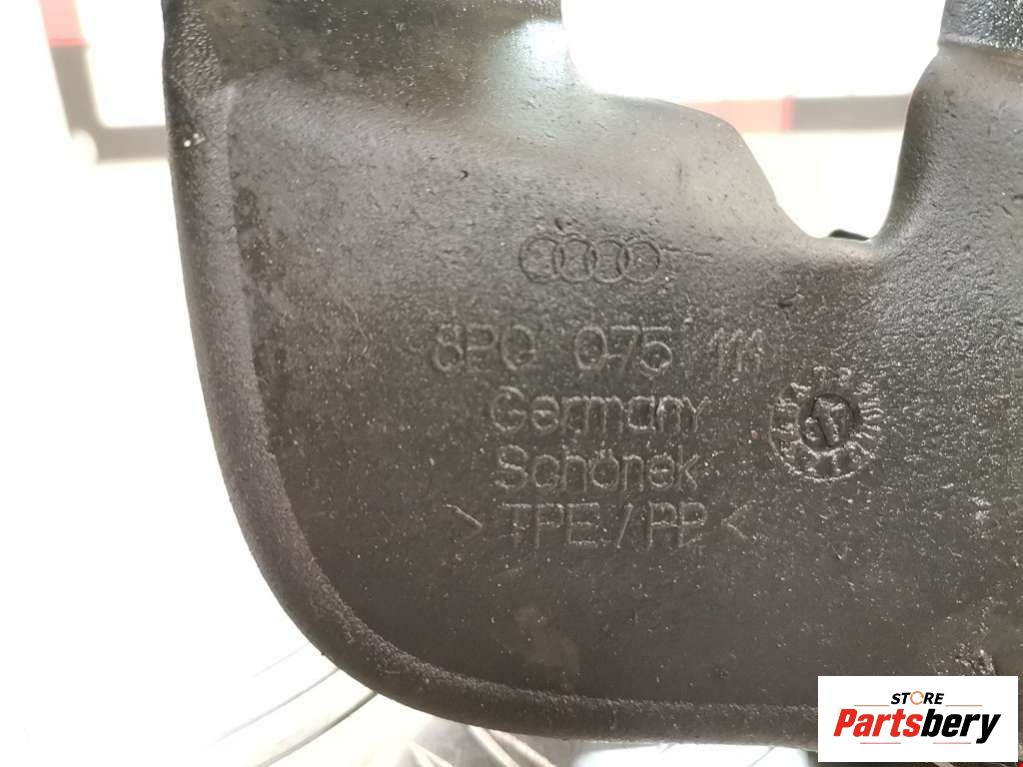 8P0 075 111
Germany
Schönek
> TPE / PP <
STORE
Partsbery